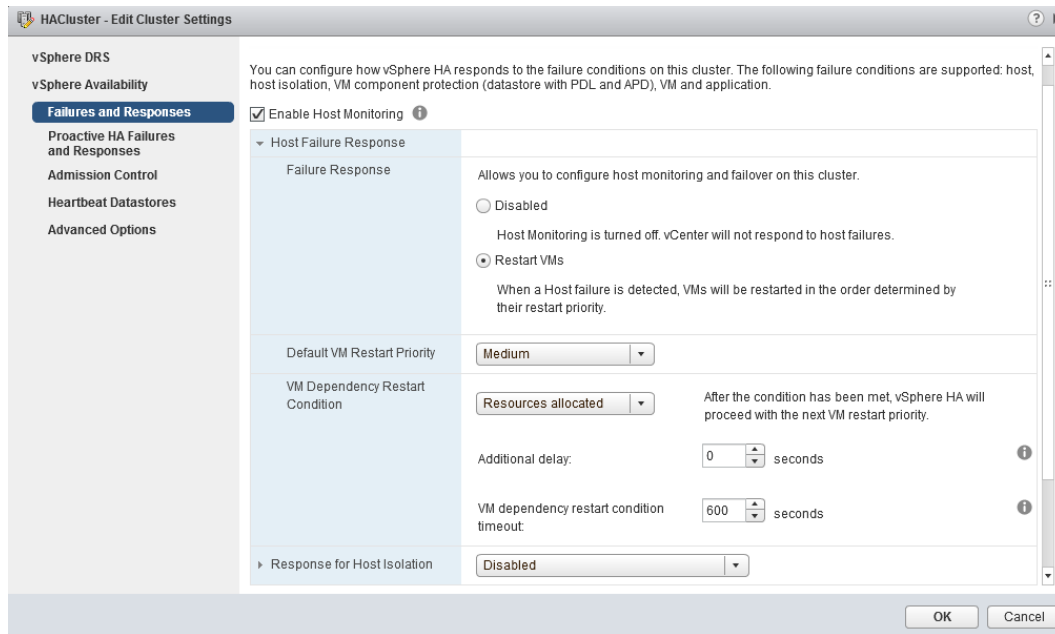 HACluster - Edit Cluster Settings
?
vSphere DRS
vSphere Availability
Failures and Responses
Proactive HA Failures
and Responses
Admission Control
Heartbeat Datastores
Advanced Options
You can configure how vSphere HA responds to the failure conditions on this cluster. The following failure conditions are supported: host,
host isolation, VM component protection (datastore with PDL and APD), VM and application.
Enable Host Monitoring
Host Failure Response
Failure Response
Allows you to configure host monitoring and failover on this cluster.
Disabled
Host Monitoring is turned off. vCenter will not respond to host failures.
Restart VMs
When a Host failure is detected, VMs will be restarted in the order determined by
their restart priority.
Default VM Restart Priority
Medium
VM Dependency Restart
Condition
Resources allocated
After the condition has been met, vSphere HA will
proceed with the next VM restart priority.
Additional delay:
0 seconds
VM dependency restart condition
timeout:
600 seconds
Response for Host Isolation
Disabled
OK
Cancel